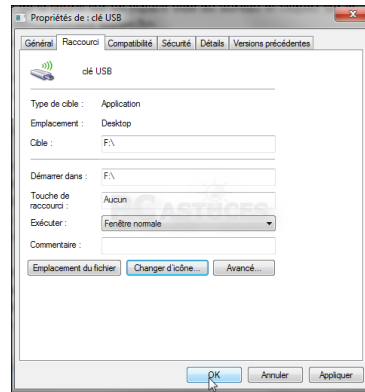 Propriétés de : clé USB
Général Raccourci Compatibilité Sécurité Détails Versions précédentes
clé USB
Type de cible : Application
Emplacement : Desktop
Cible : F:\
Démarrer dans : F:\
Touche de raccourci : Aucun
PC ASTUCES
Exécuter : Fenêtre normale
Commentaire :
Emplacement du fichier Changer d'icône... Avancé...
OK Annuler Appliquer